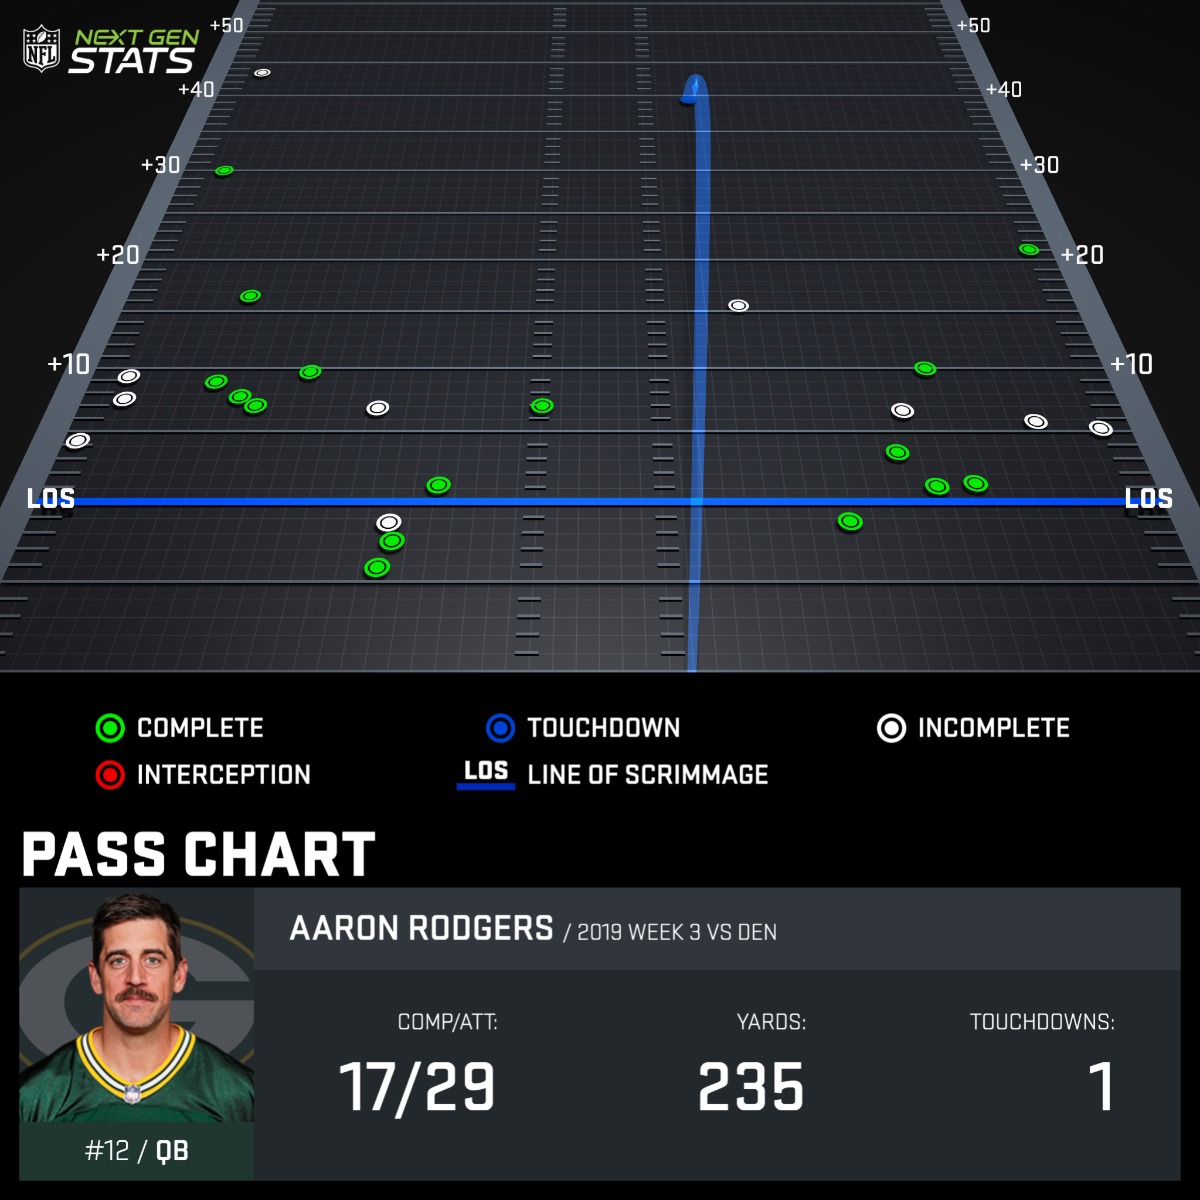 NFL
NEXT GEN
STATS
+50 +50
+40 +40
+30 +30
+20 +20
+10 +10
LOS LOS
COMPLETE TOUCHDOWN INCOMPLETE
INTERCEPTION LOS LINE OF SCRIMMAGE
PASS CHART
AARON RODGERS / 2019 WEEK 3 VS DEN
COMP/ATT: YARDS: TOUCHDOWNS:
17/29 235 1
#12 / QB